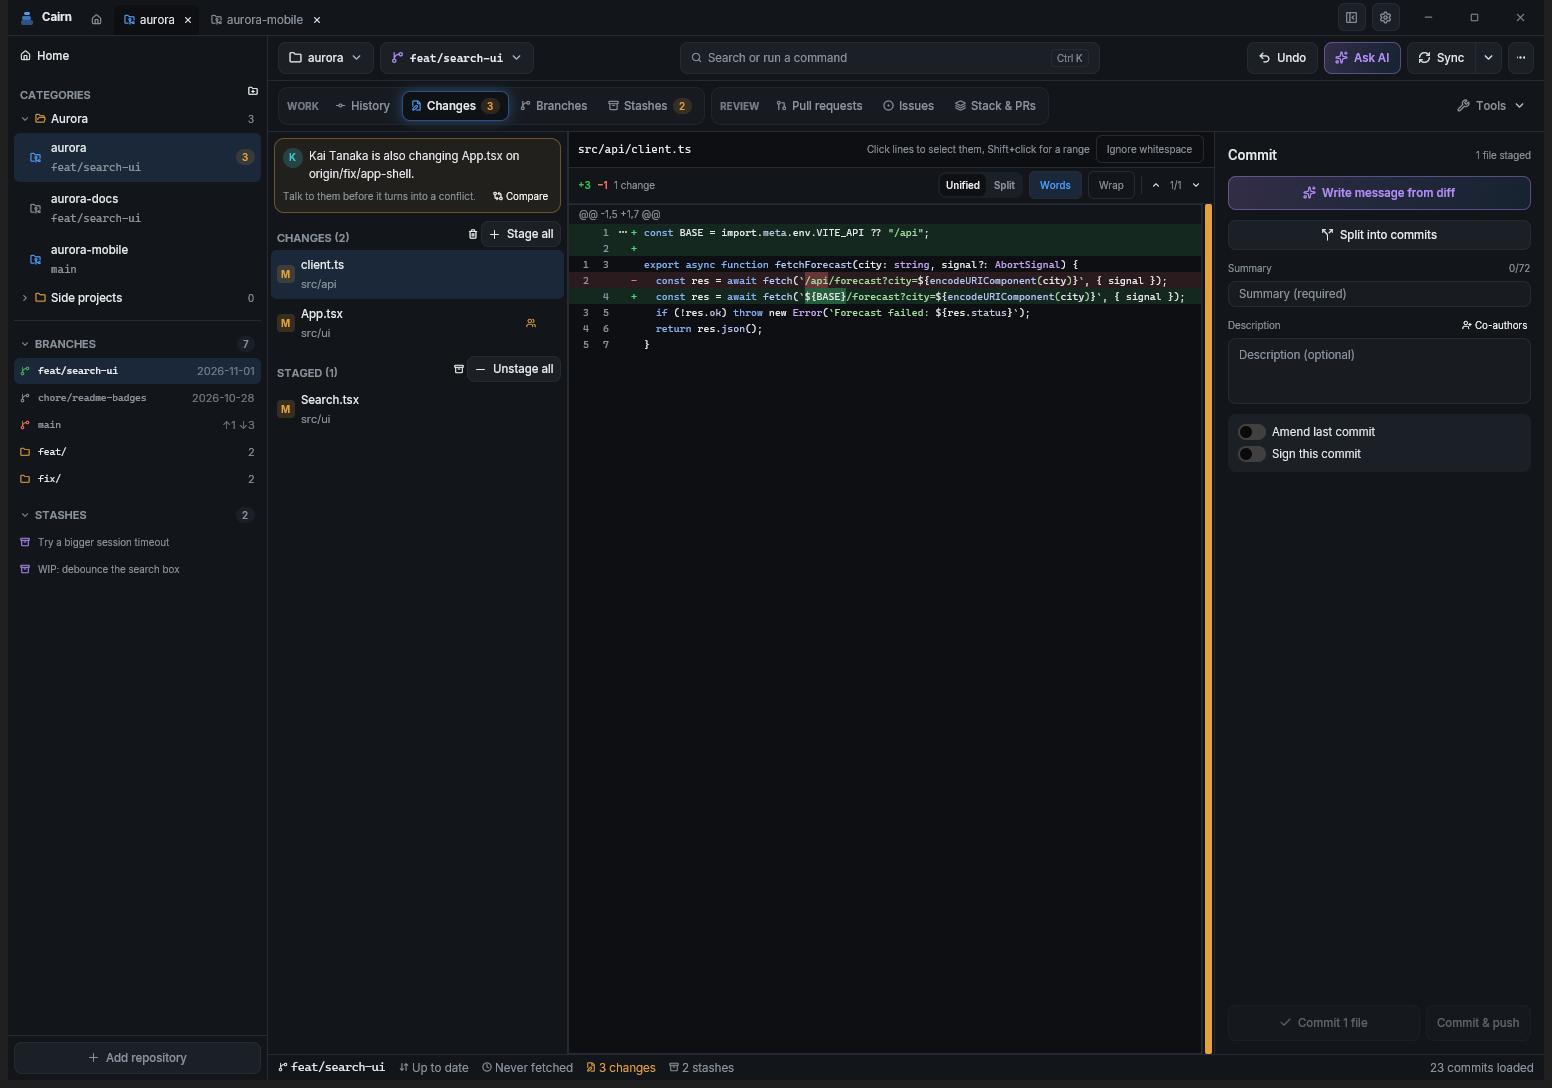 Cairn
aurora
aurora-mobile
Home
CATEGORIES
Aurora 3
aurora
feat/search-ui
3
aurora-docs
feat/search-ui
aurora-mobile
main
Side projects 0
BRANCHES 7
feat/search-ui 2026-11-01
chore/readme-badges 2026-10-28
main ↑1 ↓3
feat/ 2
fix/ 2
STASHES 2
Try a bigger session timeout
WIP: debounce the search box
Add repository
aurora
feat/search-ui
Search or run a command Ctrl K
Undo
Ask AI
Sync
WORK
History
Changes 3
Branches
Stashes 2
REVIEW
Pull requests
Issues
Stack & PRs
Tools
K
Kai Tanaka is also changing App.tsx on
origin/fix/app-shell.
Talk to them before it turns into a conflict. Compare
CHANGES (2) Stage all
M
client.ts
src/api
M
App.tsx
src/ui
STAGED (1) Unstage all
M
Search.tsx
src/ui
src/api/client.ts Click lines to select them, Shift+click for a range Ignore whitespace
+3 −1 1 change Unified Split Words Wrap 1/1
@@ -1,5 +1,7 @@
1 ··· + const BASE = import.meta.env.VITE_API ?? "/api";
2 +
1 3 export async function fetchForecast(city: string, signal?: AbortSignal) {
2 − const res = await fetch(`/api/forecast?city=${encodeURIComponent(city)}`, { signal });
4 + const res = await fetch(`${BASE}/forecast?city=${encodeURIComponent(city)}`, { signal });
3 5 if (!res.ok) throw new Error(`Forecast failed: ${res.status}`);
4 6 return res.json();
5 7 }
Commit 1 file staged
Write message from diff
Split into commits
Summary 0/72
Summary (required)
Description Co-authors
Description (optional)
Amend last commit
Sign this commit
Commit 1 file
Commit & push
feat/search-ui Up to date Never fetched 3 changes 2 stashes 23 commits loaded